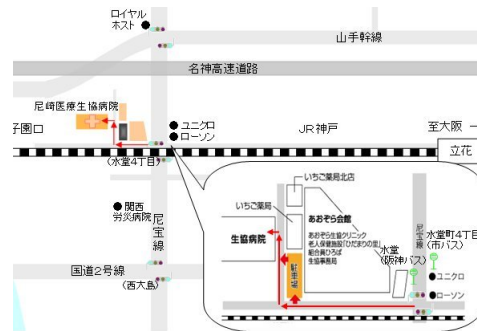 ロイヤル
ホスト
山手幹線
名神高速道路
尼崎医療生協病院
ユニクロ
ローソン
子園口
JR神戸
至大阪
立花
(水堂4丁目)
関西
労災病院
尼宝線
国道2号線
(西大島)
いちご薬局北店
いちご薬局
あおぞら会館
あおぞら生協クリニック
老人保健施設「ひだまりの里」
組合員ひろば
生協事務局
生協病院
駐車場
水堂
(阪神バス)
尼宝線
水堂町4丁目
(市バス)
ユニクロ
ローソン